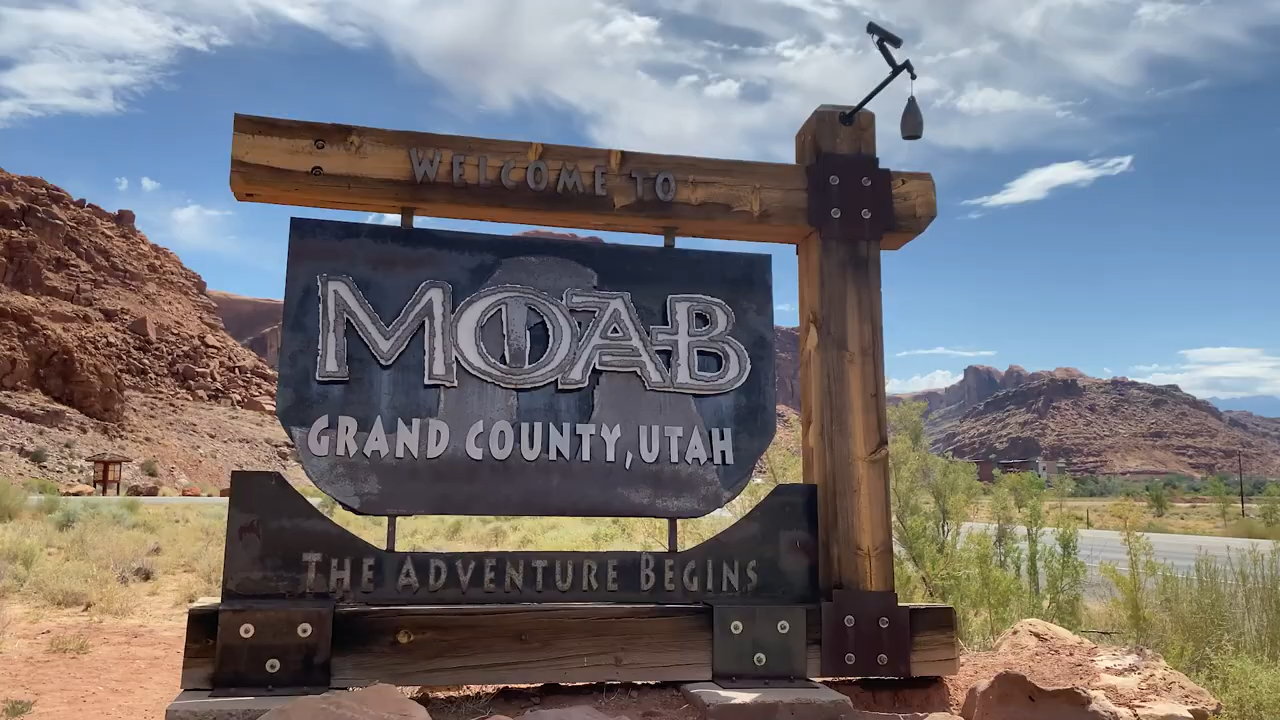 WELCOME TO
MOAB
GRAND COUNTY, UTAH
THE ADVENTURE BEGINS